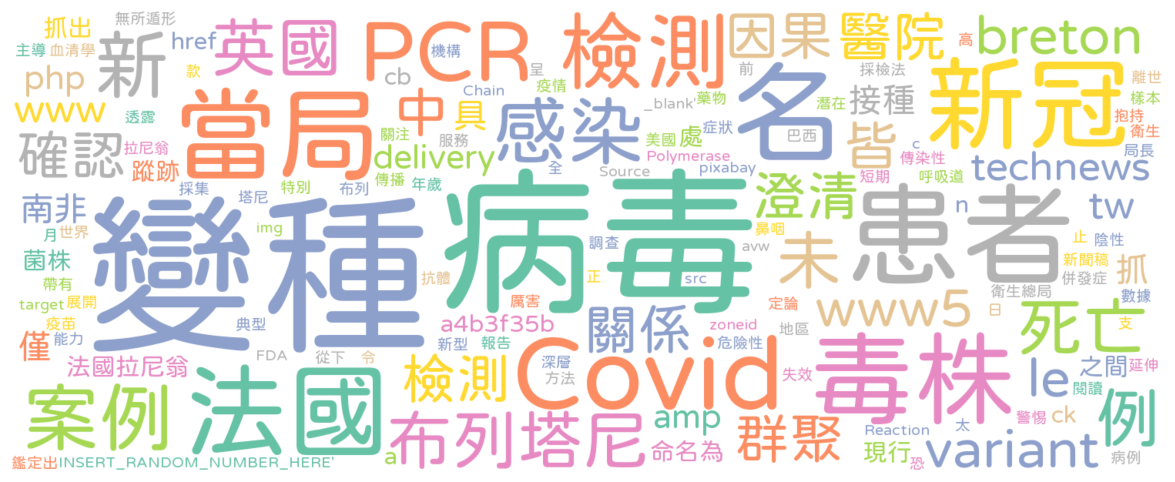 無所遁形
抓出
主導
血清學
href
英國
PCR
機構
檢測
因果
醫院
高
breton
新
php
款
cb
呈
疫情
前
採檢法
離世
www
透露
當局
中
Chain
具
感染
_blank'
藥物
潛在
名
接種
新冠
樣本
抱持
衛生
局長
確認
拉尼翁
蹤跡
關注
服務
美國
處
症狀
巴西
皆
c
傳染性
delivery
Polymerase
technews
採集
特別
布列
傳播
年歲
全
Source
pixabay
短期
呼吸道
南非
月
世界
塔尼
img
變種
病毒
澄清
患者
n
tw
菌株
鼻咽
調查
avw
未
止
陰性
新聞稿
併發症
抓
帶有
target
展開
抗體
正
src
衛生總局
數據
疫苗
能力
典型
厲害
定論
www5
日
死亡
支
僅
a4b3f35b
關係
zoneid
地區
新型
報告
危險性
法國拉尼翁
FDA
從下
令
檢測
深層
方法
Covid
失效
毒株
le
之間
延伸
閱讀
案例
法國
布列塔尼
amp
群聚
Reaction
太
警惕
ck
例
a
命名為
現行
恐
variant
病例
鑑定出
INSERT_RANDOM_NUMBER_HERE'